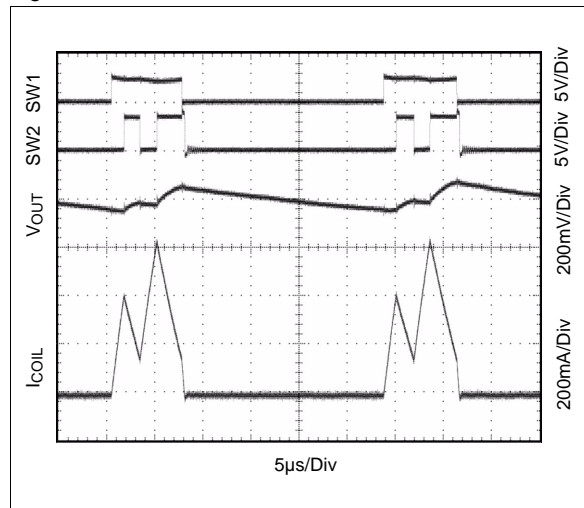 SW1
5V/Div
SW2
5V/Div
VOUT
200mV/Div
ICOIL
200mA/Div
5µs/Div